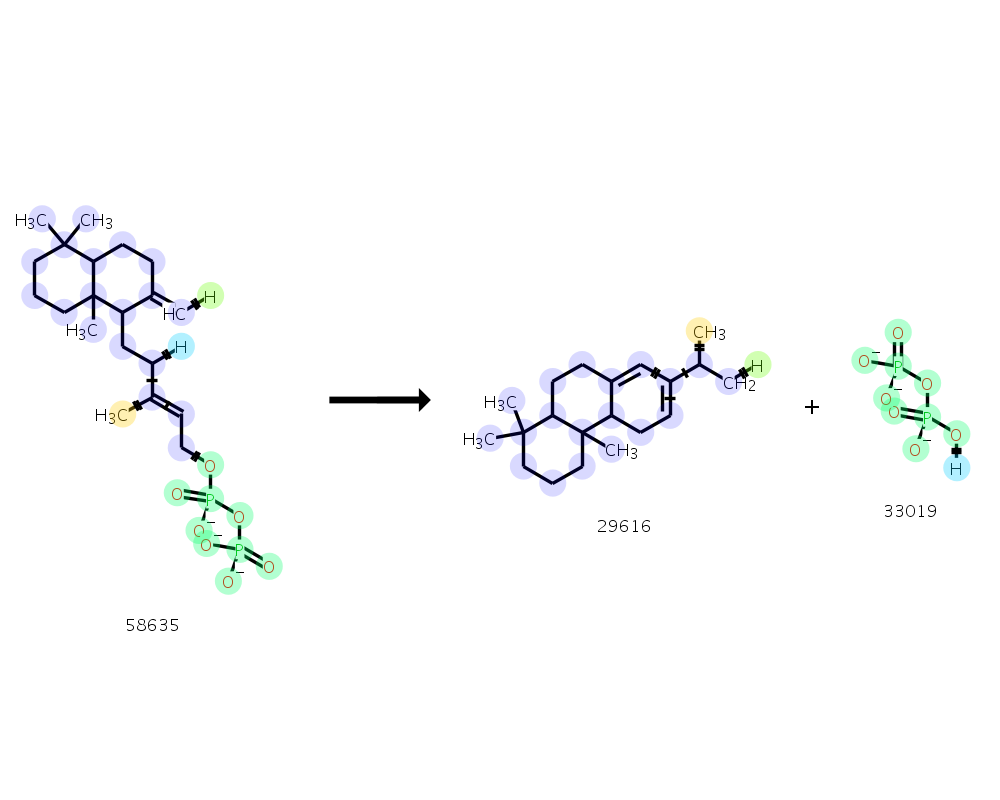 H₃C CH₃
H
HC
H₃C
H
H₃C
O
O P
O⁻ O
O⁻ P
O⁻ O
58635
CH₃
H
CH₂
H₃C
H₃C
CH₃
29616
+
O
O⁻ P
O
O⁻
O P
O⁻ O
H
33019